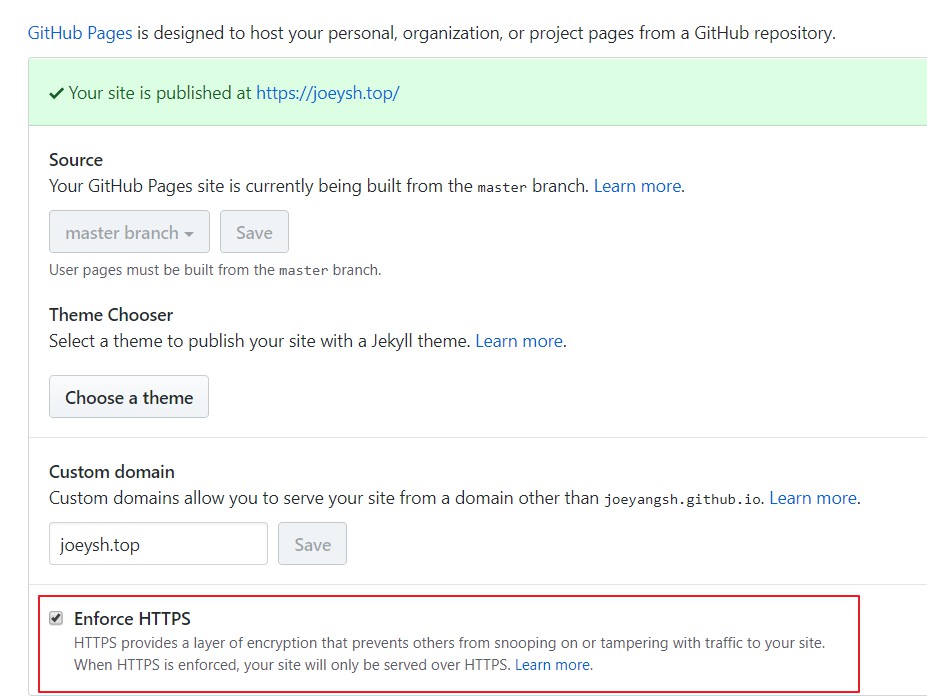 GitHub Pages is designed to host your personal, organization, or project pages from a GitHub repository.
Your site is published at https://joeysh.top/
Source
Your GitHub Pages site is currently being built from the master branch. Learn more.
master branch Save
User pages must be built from the master branch.
Theme Chooser
Select a theme to publish your site with a Jekyll theme. Learn more.
Choose a theme
Custom domain
Custom domains allow you to serve your site from a domain other than joeyangsh.github.io. Learn more.
joeysh.top Save
Enforce HTTPS
HTTPS provides a layer of encryption that prevents others from snooping on or tampering with traffic to your site.
When HTTPS is enforced, your site will only be served over HTTPS. Learn more.